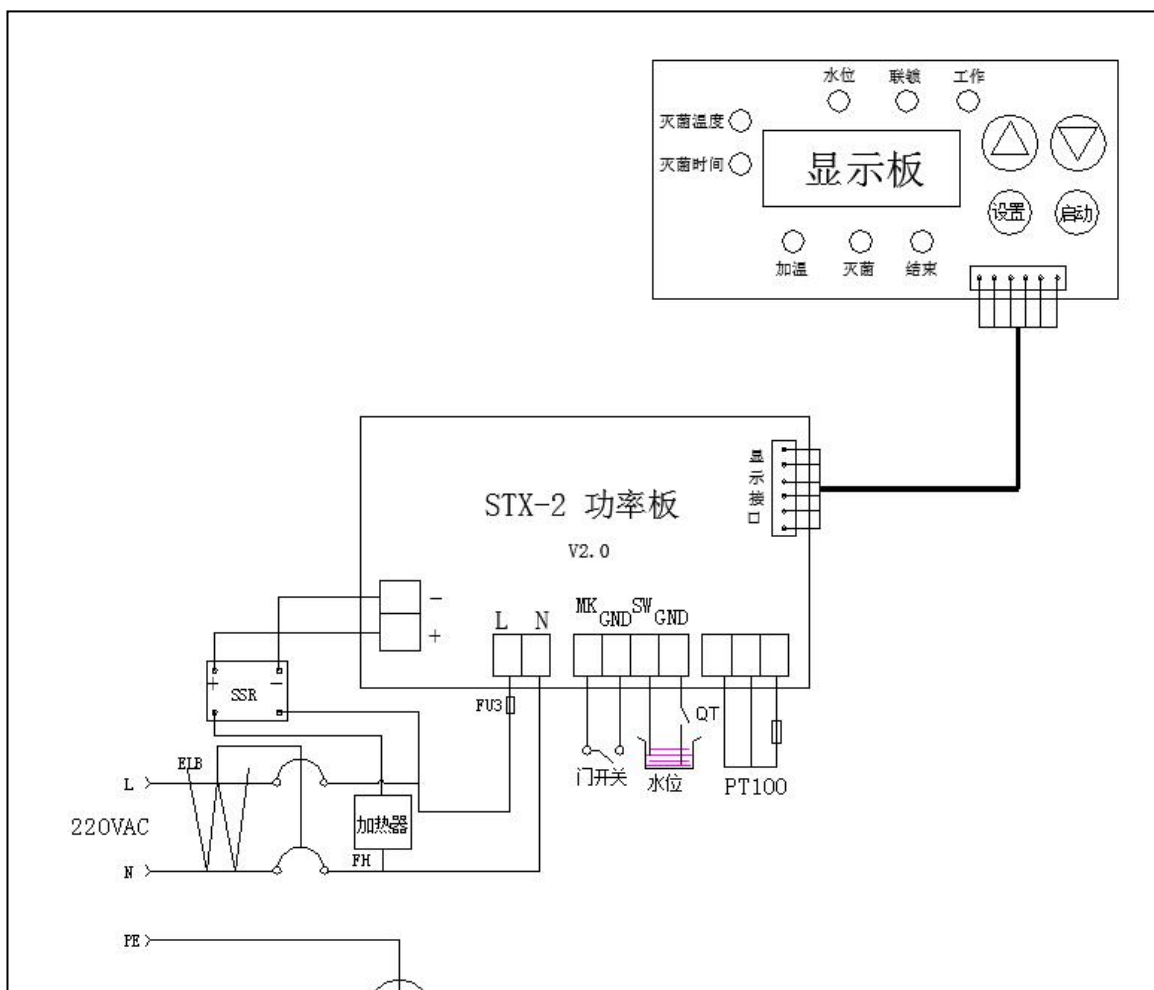 水位 联锁 工作
灭菌温度
灭菌时间
显示板
设置 启动
加温 灭菌 结束
显示接口
STX-2 功率板
V2.0
-
+
L N
MK GND SW GND
+ -
SSR
FU3
QT
门开关 水位 PT100
ELB
L
220VAC
加热器
FH
N
PE